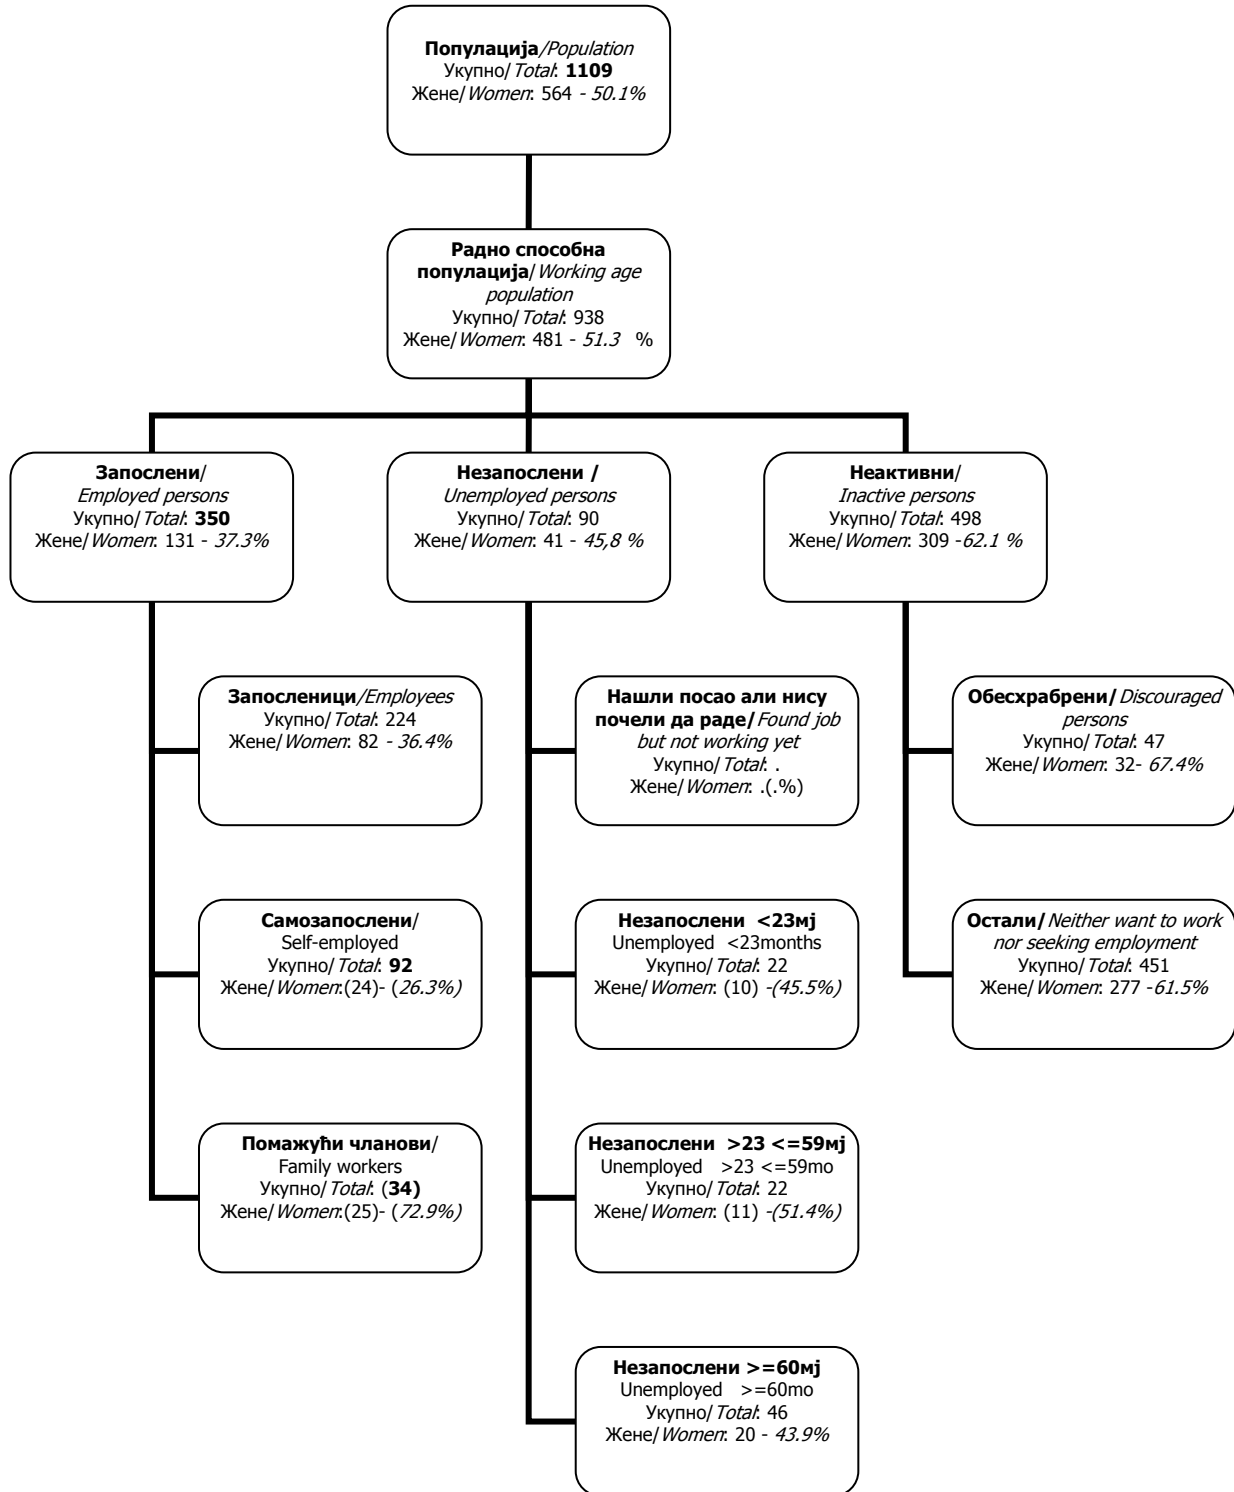 Популација/Population
Укупно/Total: 1109
Жене/Women: 564 - 50.1%
Радно способна
популација/Working age
population
Укупно/Total: 938
Жене/Women: 481 - 51.3 %
Запослени/
Employed persons
Укупно/Total: 350
Жене/Women: 131 - 37.3%
Незапослени /
Unemployed persons
Укупно/Total: 90
Жене/Women: 41 - 45,8 %
Неактивни/
Inactive persons
Укупно/Total: 498
Жене/Women: 309 -62.1 %
Запосленици/Employees
Укупно/Total: 224
Жене/Women: 82 - 36.4%
Нашли посао али нису
почели да раде/Found job
but not working yet
Укупно/Total: .
Жене/Women: .(.%)
Обесхрабрени/Discouraged
persons
Укупно/Total: 47
Жене/Women: 32- 67.4%
Самозапослени/
Self-employed
Укупно/Total: 92
Жене/Women:(24)- (26.3%)
Незапослени <23мј
Unemployed <23months
Укупно/Total: 22
Жене/Women: (10) -(45.5%)
Остали/Neither want to work
nor seeking employment
Укупно/Total: 451
Жене/Women: 277 -61.5%
Помажући чланови/
Family workers
Укупно/Total: (34)
Жене/Women:(25)- (72.9%)
Незапослени >23 <=59мј
Unemployed >23 <=59mo
Укупно/Total: 22
Жене/Women: (11) -(51.4%)
Незапослени >=60мј
Unemployed >=60mo
Укупно/Total: 46
Жене/Women: 20 - 43.9%